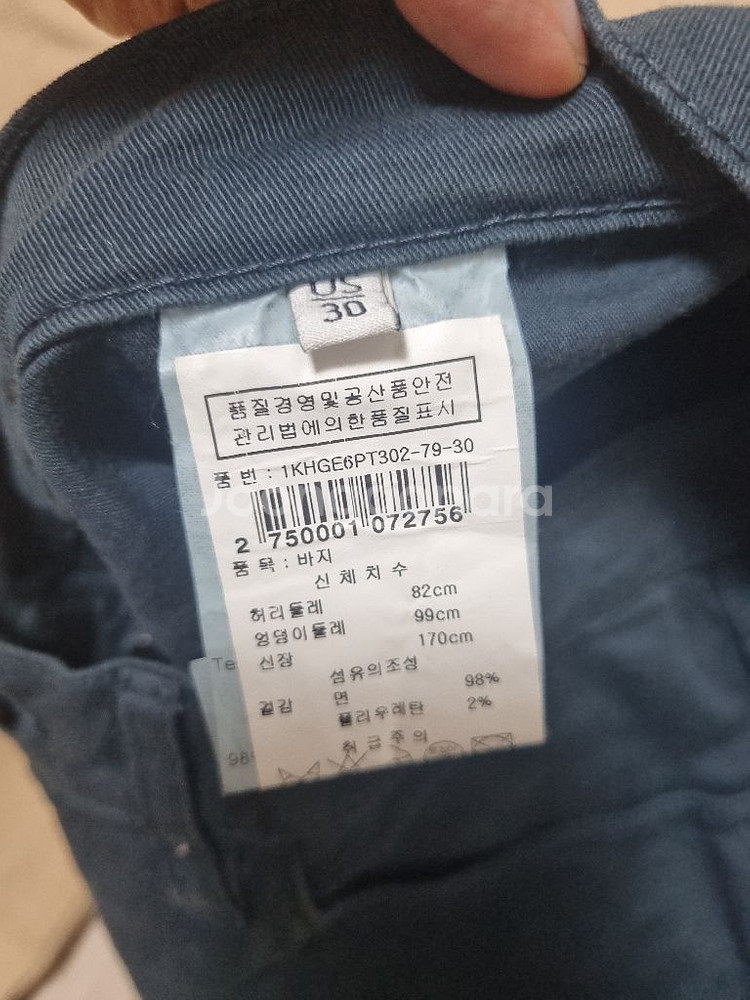 US
30
품질경영및공산품안전
관리법에의한품질표시
품 번 : 1KHGE6PT302-79-30
2 750001 072756
품 목 : 바지
신 체 치 수
허리둘레 82cm
엉덩이둘레 99cm
신장 170cm
섬유의조성
겉감 면 98%
폴리우레탄 2%
취 급 주 의
Te
98